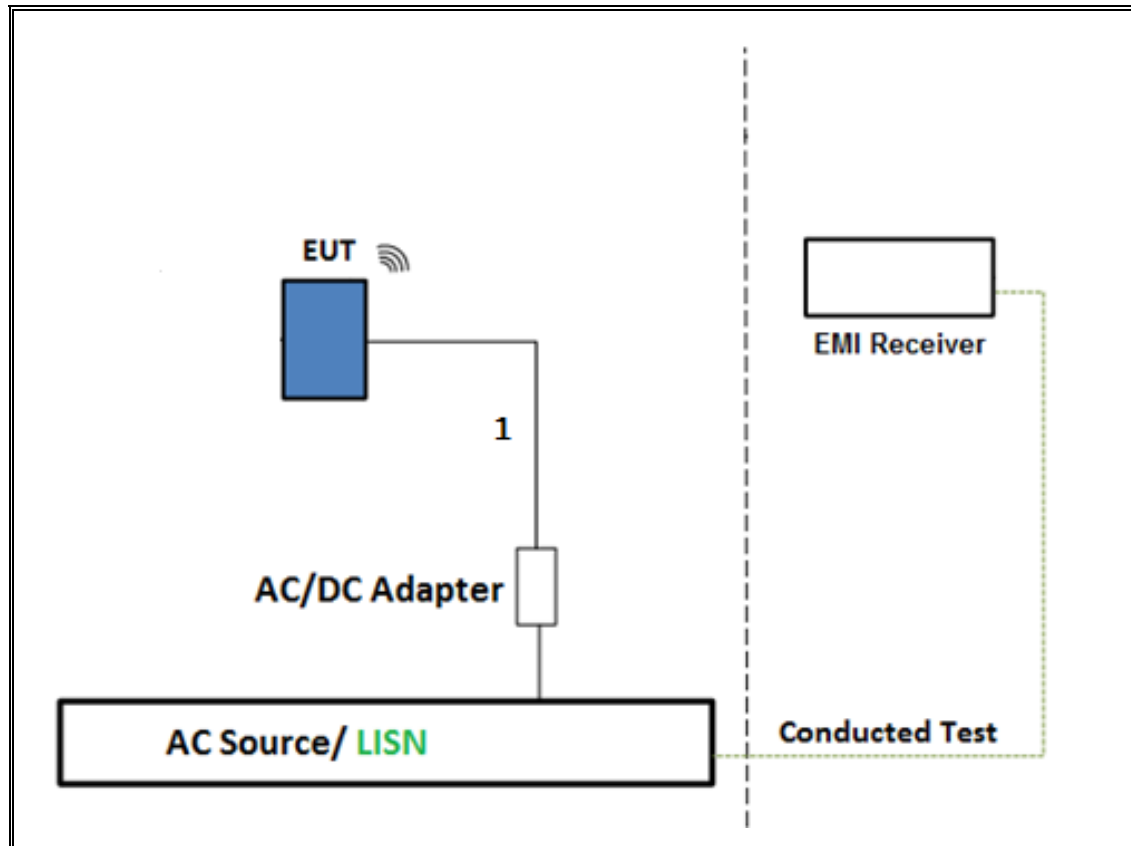 EUT
EMI Receiver
1
AC/DC Adapter
AC Source/ LISN
Conducted Test